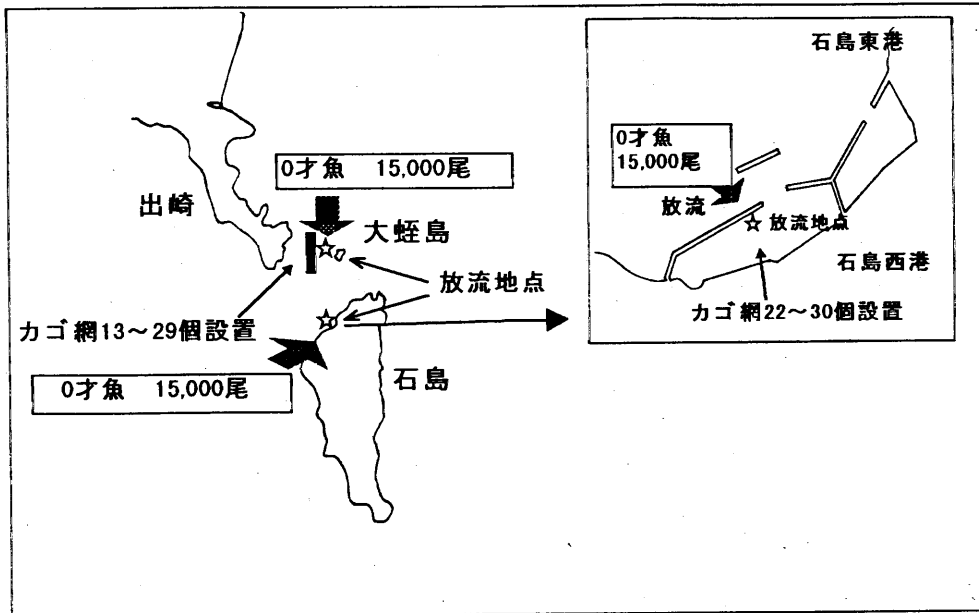 0才魚　15,000尾
出崎
大蛭島
放流地点
カゴ網13～29個設置
0才魚　15,000尾
石島
石島東港
0才魚
15,000尾
放流
放流地点
石島西港
カゴ網22～30個設置